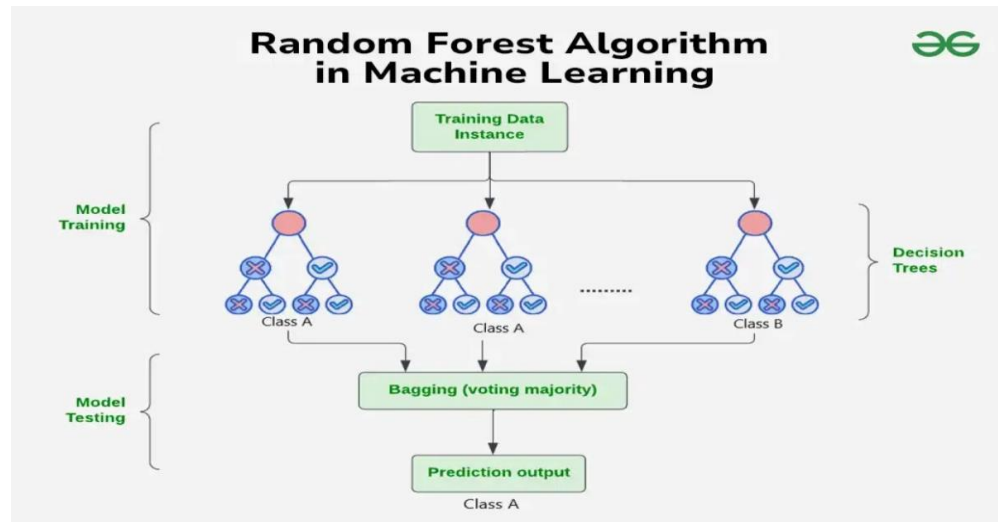 Random Forest Algorithm
in Machine Learning
Training Data
Instance
Model
Training
Decision
Trees
.........
Class A
Class A
Class B
Bagging (voting majority)
Model
Testing
Prediction output
Class A